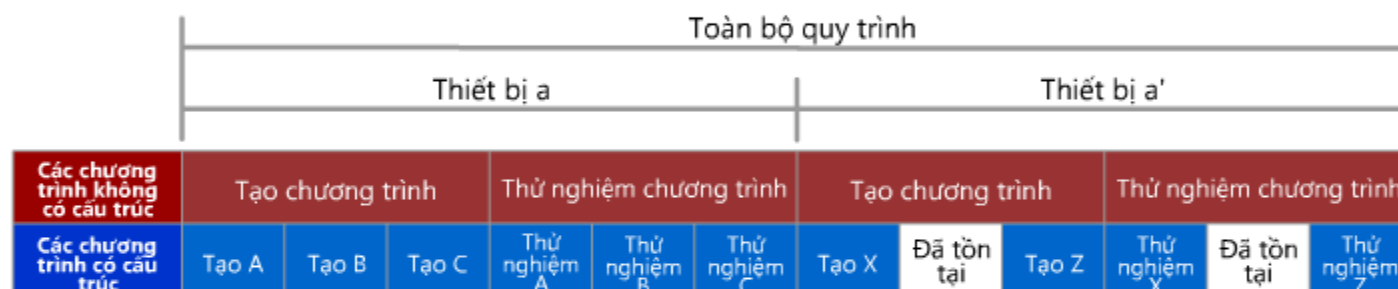 Toàn bộ quy trình
Thiết bị a
Thiết bị a'
Các chương
trình không
có cấu trúc
Tạo chương trình
Thử nghiệm chương trình
Tạo chương trình
Thử nghiệm chương trình
Các chương
trình có cấu
trúc
Tạo A
Tạo B
Tạo C
Thử
nghiệm
A
Thử
nghiệm
B
Thử
nghiệm
C
Tạo X
Đã tồn
tại
Tạo Z
Thử
nghiệm
X
Đã tồn
tại
Thử
nghiệm
Z